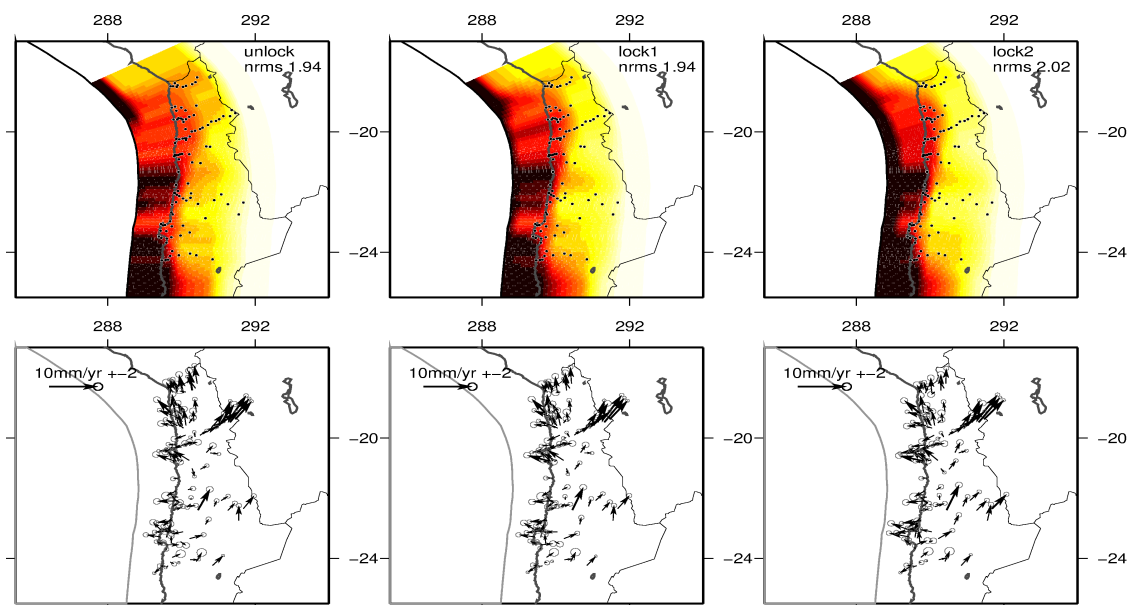 288 292 288 292 288 292
unlock
nrms 1.94
lock1
nrms 1.94
lock2
nrms 2.02
−20 −20 −20
−24 −24 −24
288 292 288 292 288 292
10mm/yr +−2 10mm/yr +−2 10mm/yr +−2
−20 −20 −20
−24 −24 −24